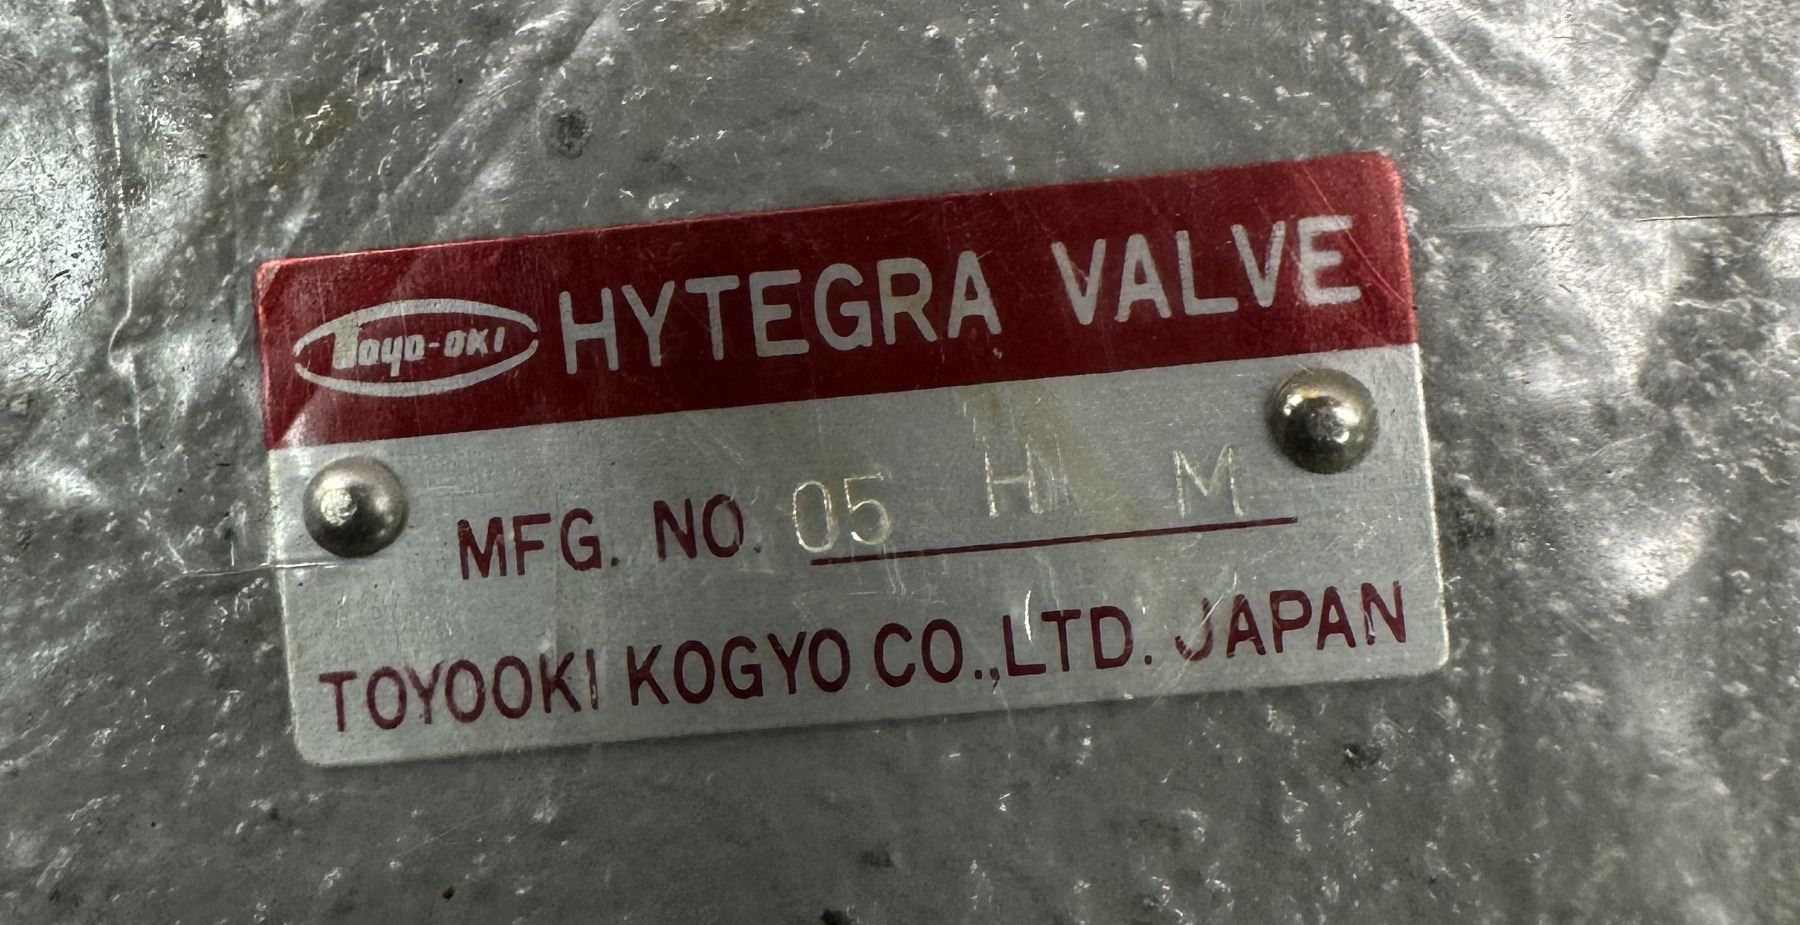 Toyo-OKI HYTEGRA VALVE
MFG. NO. 05 H M
TOYOOKI KOGYO CO.,LTD. JAPAN